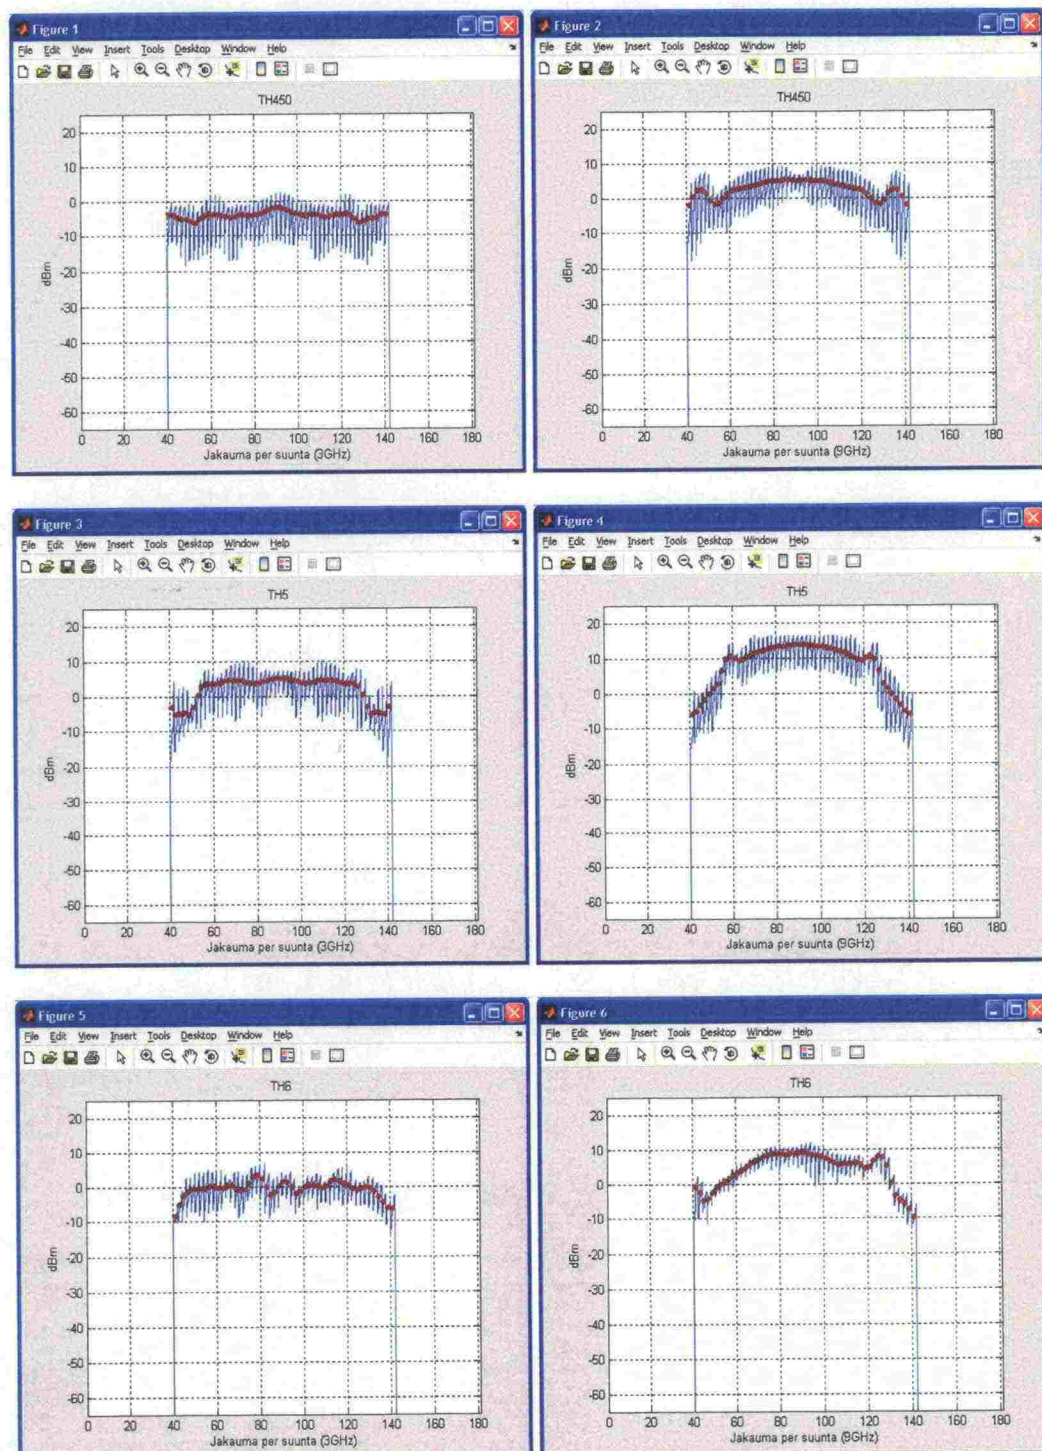 Figure 1
File Edit View Insert Tools Desktop Window Help
TH450
20
10
0
-10
-20
-30
-40
-50
-60
dBm
0 20 40 60 80 100 120 140 160 180
Jakauma per suunta (3GHz)
Figure 2
File Edit View Insert Tools Desktop Window Help
TH450
20
10
0
-10
-20
-30
-40
-50
-60
dBm
0 20 40 60 80 100 120 140 160 180
Jakauma per suunta (9GHz)
Figure 3
File Edit View Insert Tools Desktop Window Help
TH5
20
10
0
-10
-20
-30
-40
-50
-60
dBm
0 20 40 60 80 100 120 140 160 180
Jakauma per suunta (3GHz)
Figure 4
File Edit View Insert Tools Desktop Window Help
TH5
20
10
0
-10
-20
-30
-40
-50
-60
dBm
0 20 40 60 80 100 120 140 160 180
Jakauma per suunta (9GHz)
Figure 5
File Edit View Insert Tools Desktop Window Help
TH6
20
10
0
-10
-20
-30
-40
-50
-60
dBm
0 20 40 60 80 100 120 140 160 180
Jakauma per suunta (3GHz)
Figure 6
File Edit View Insert Tools Desktop Window Help
TH6
20
10
0
-10
-20
-30
-40
-50
-60
dBm
0 20 40 60 80 100 120 140 160 180
Jakauma per suunta (9GHz)